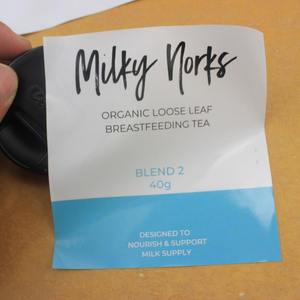 Milky Norks
ORGANIC LOOSE LEAF
BREASTFEEDING TEA
BLEND 2
40g
DESIGNED TO
NOURISH & SUPPORT
MILK SUPPLY